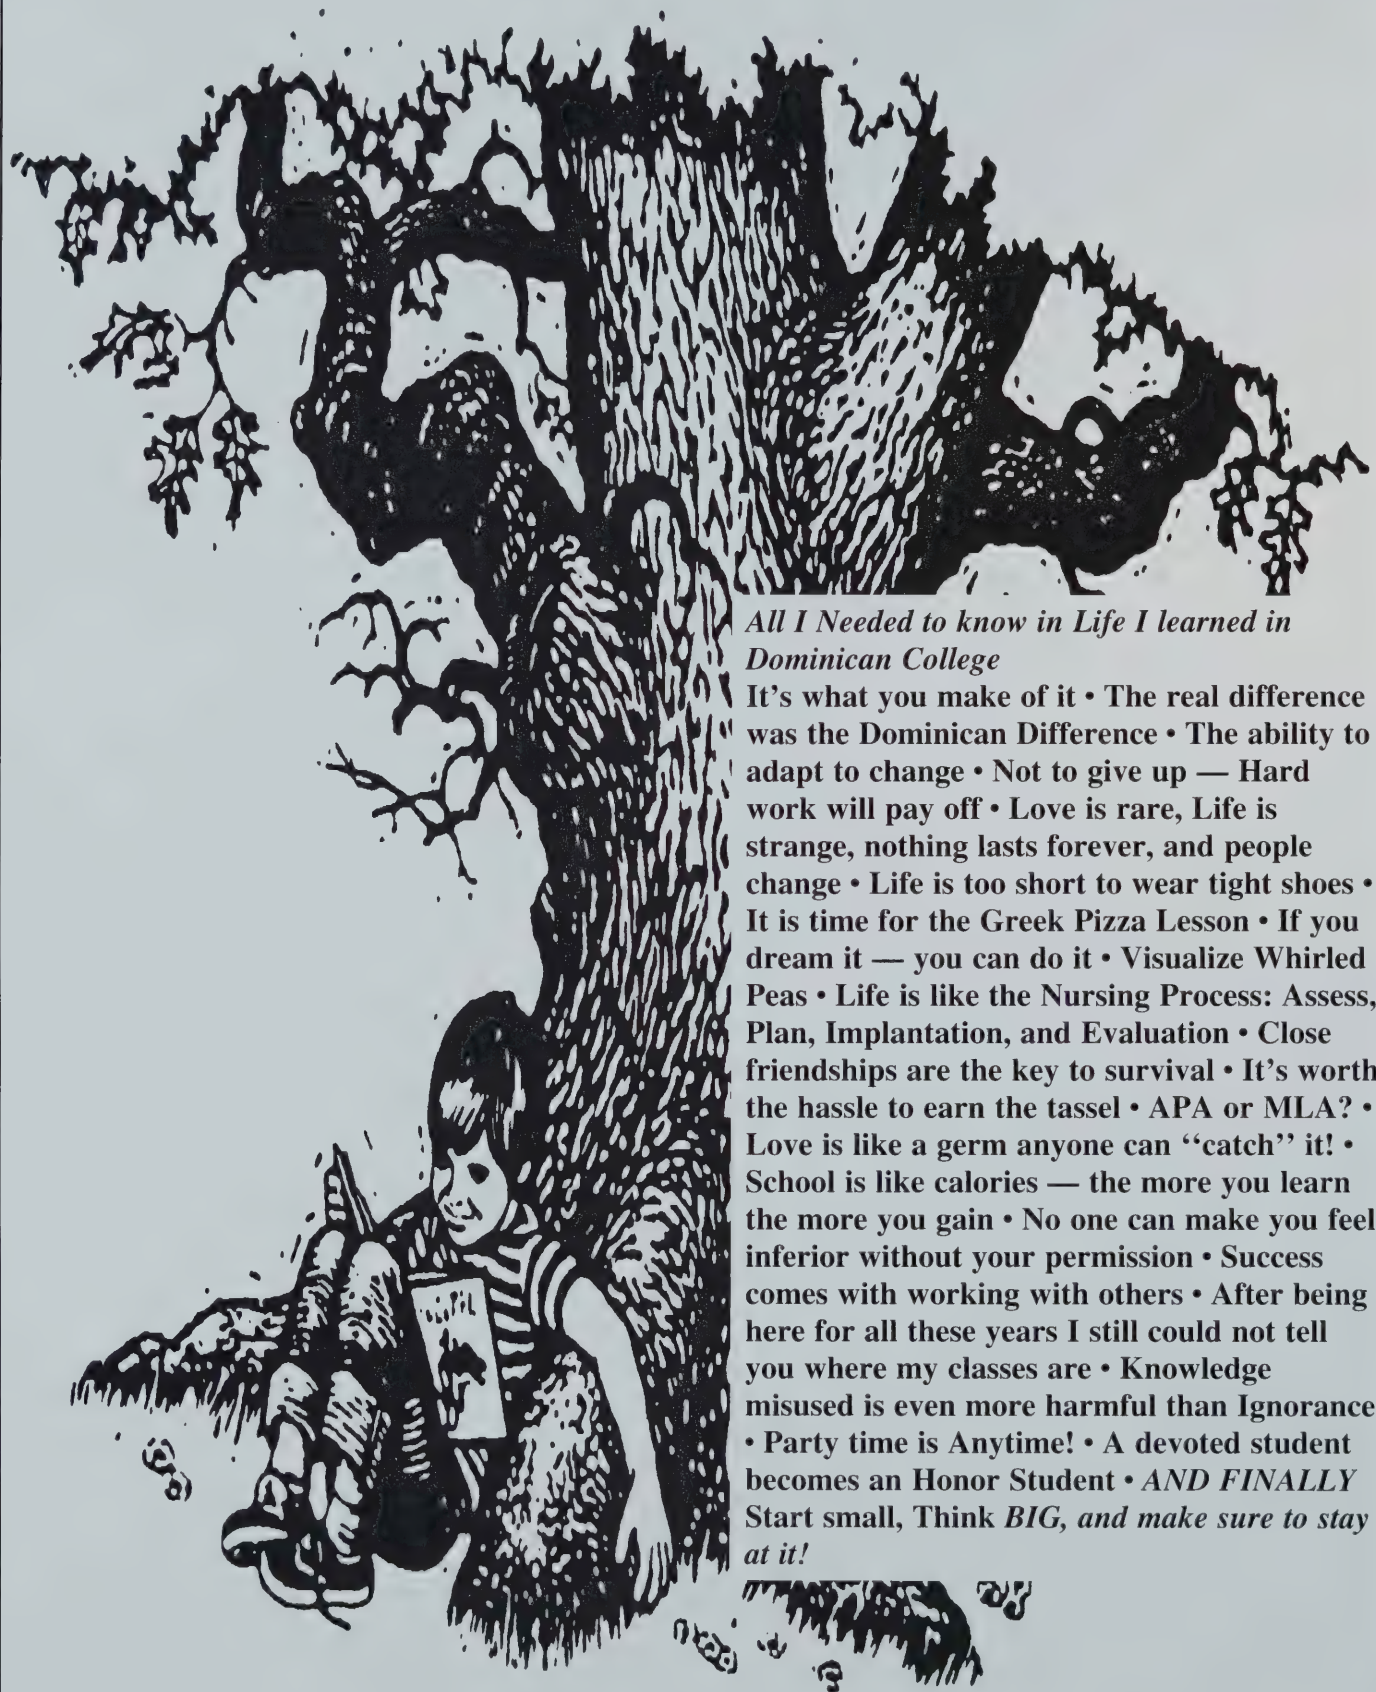 All I Needed to know in Life I learned in
Dominican College
It’s what you make of it • The real difference
was the Dominican Difference • The ability to
adapt to change • Not to give up — Hard
work will pay off • Love is rare, Life is
strange, nothing lasts forever, and people
change • Life is too short to wear tight shoes •
It is time for the Greek Pizza Lesson • If you
dream it — you can do it • Visualize Whirled
Peas • Life is like the Nursing Process: Assess,
Plan, Implantation, and Evaluation • Close
friendships are the key to survival • It’s worth
the hassle to earn the tassel • APA or MLA? •
Love is like a germ anyone can “catch” it! •
School is like calories — the more you learn
the more you gain • No one can make you feel
inferior without your permission • Success
comes with working with others • After being
here for all these years I still could not tell
you where my classes are • Knowledge
misused is even more harmful than Ignorance
• Party time is Anytime! • A devoted student
becomes an Honor Student • AND FINALLY
Start small, Think BIG, and make sure to stay
at it!